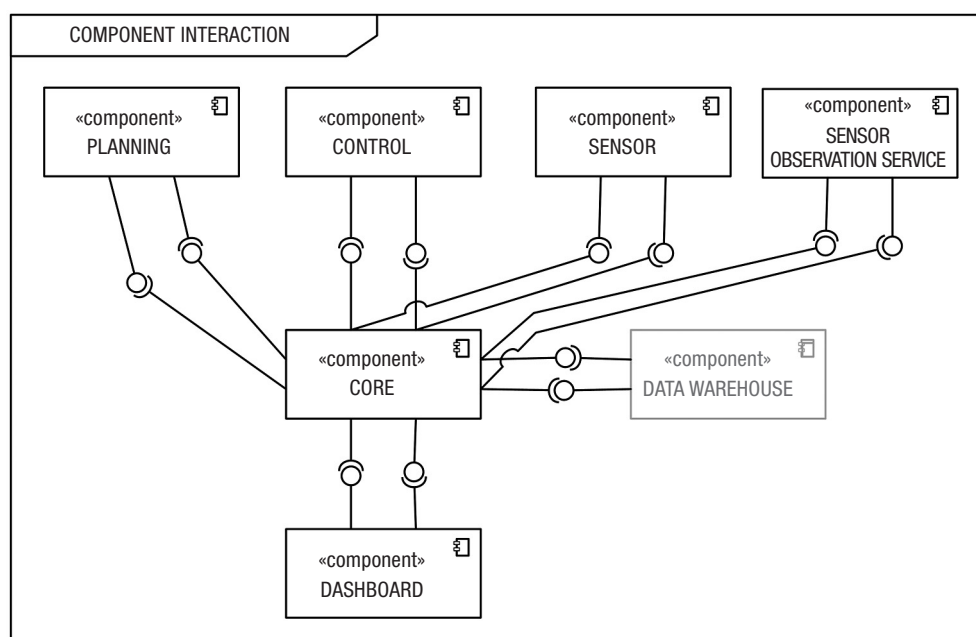 COMPONENT INTERACTION
«component»
PLANNING
«component»
CONTROL
«component»
SENSOR
«component»
SENSOR
OBSERVATION SERVICE
«component»
CORE
«component»
DATA WAREHOUSE
«component»
DASHBOARD